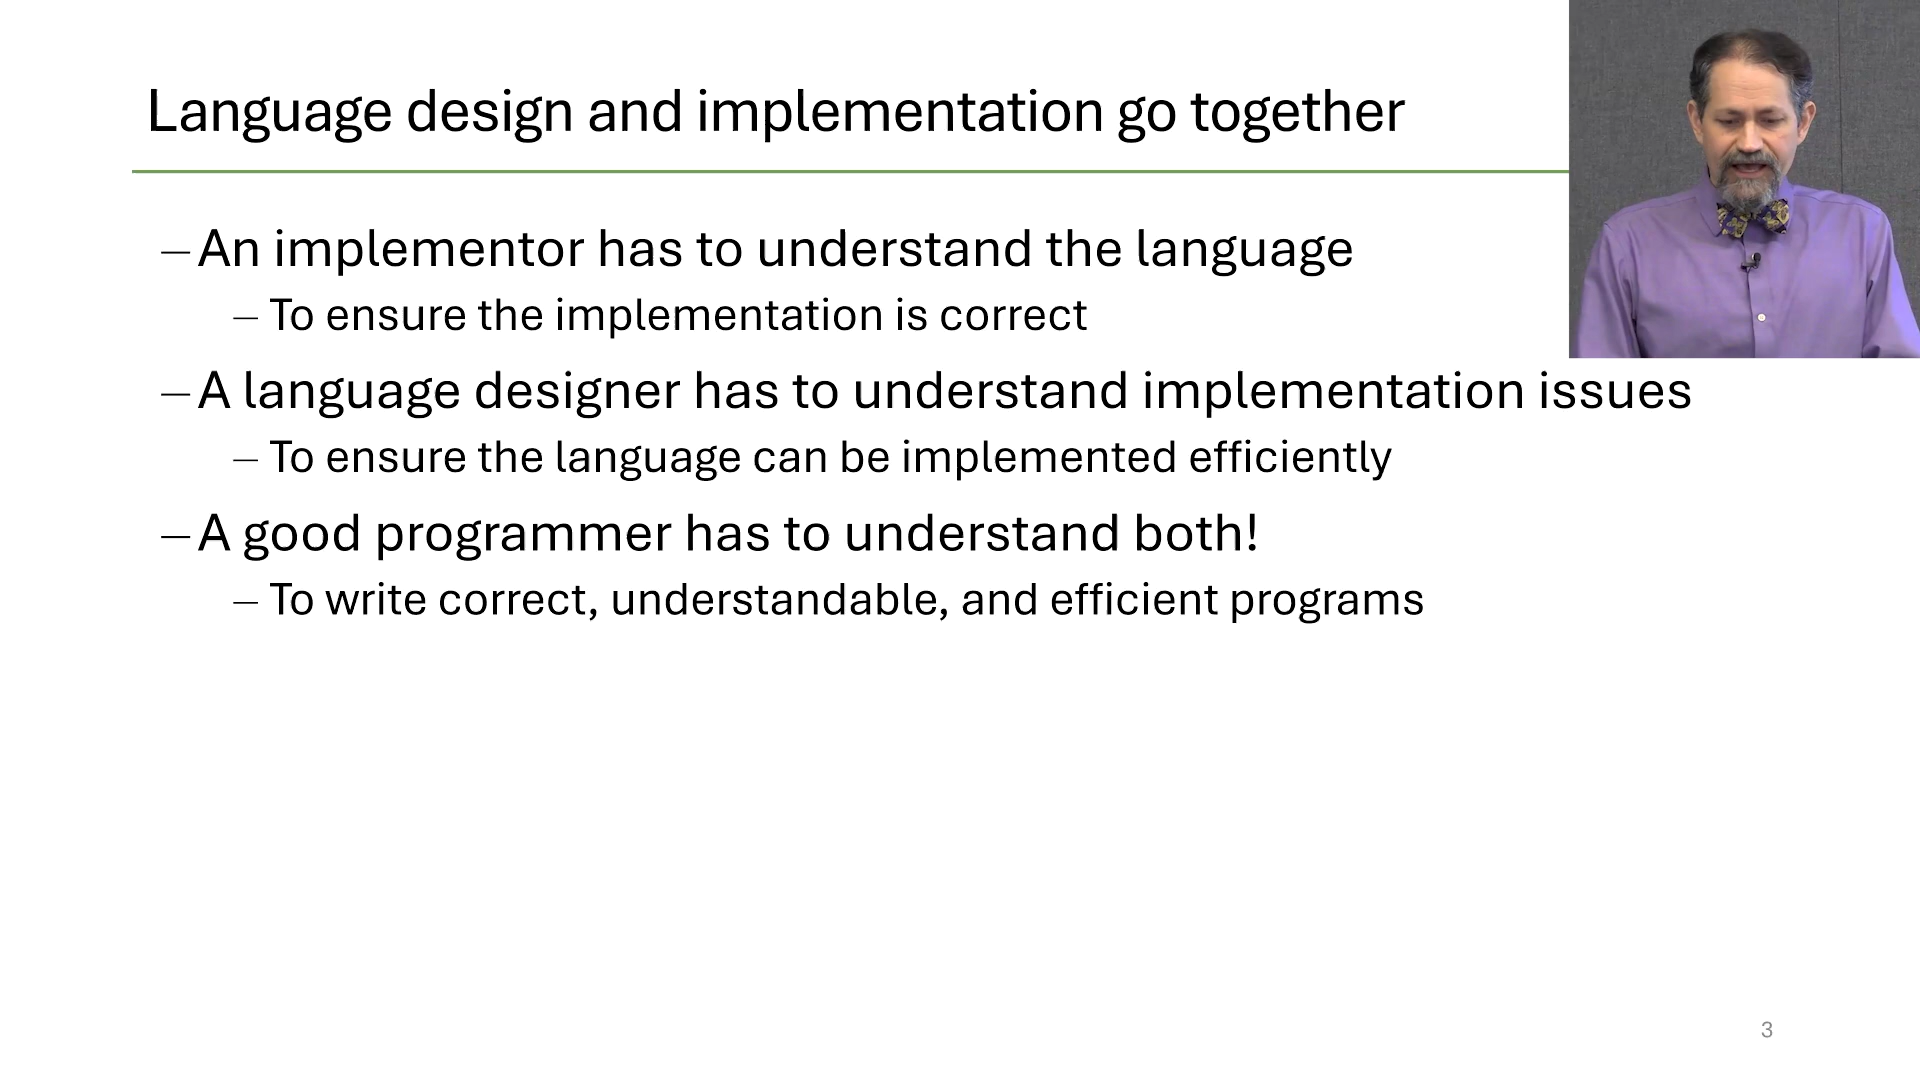 Language design and implementation go together
– An implementor has to understand the language
– To ensure the implementation is correct
– A language designer has to understand implementation issues
– To ensure the language can be implemented efficiently
– A good programmer has to understand both!
– To write correct, understandable, and efficient programs
3